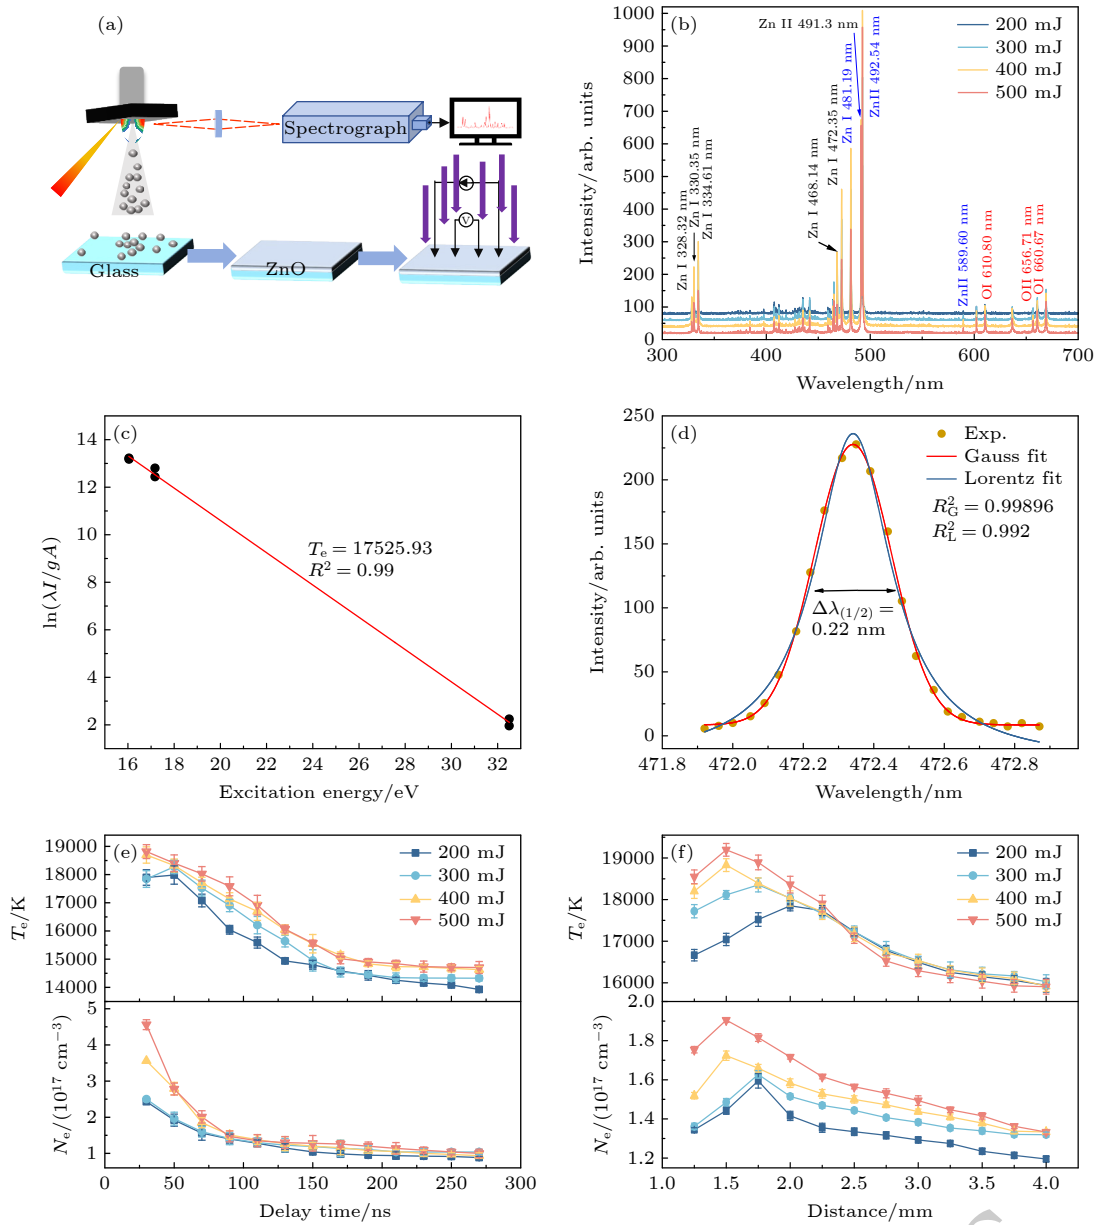 (a)
Spectrograph
V
Glass
ZnO
(b)
Intensity/arb. units
1000
900
800
700
600
500
400
300
200
100
0
300
400
500
600
700
Wavelength/nm
200 mJ
300 mJ
400 mJ
500 mJ
Zn I 328.32 nm
Zn I 330.35 nm
Zn I 334.61 nm
Zn I 468.14 nm
Zn I 472.35 nm
Zn I 481.19 nm
Zn II 491.3 nm
ZnII 492.54 nm
ZnII 589.60 nm
OI 610.80 nm
OII 656.71 nm
OI 660.67 nm
(c)
ln(λI/gA)
14
12
10
8
6
4
2
16
18
20
22
24
26
28
30
32
Excitation energy/eV
Tₑ = 17525.93
R² = 0.99
(d)
Intensity/arb. units
250
200
150
100
50
0
471.8
472.0
472.2
472.4
472.6
472.8
Wavelength/nm
Exp.
Gauss fit
Lorentz fit
R²_G = 0.99896
R²_L = 0.992
Δλ₍₁/₂₎ =
0.22 nm
(e)
Tₑ/K
19000
18000
17000
16000
15000
14000
200 mJ
300 mJ
400 mJ
500 mJ
Nₑ/(10¹⁷ cm⁻³)
5
4
3
2
1
0
50
100
150
200
250
300
Delay time/ns
(f)
Tₑ/K
19000
18000
17000
16000
200 mJ
300 mJ
400 mJ
500 mJ
Nₑ/(10¹⁷ cm⁻³)
2.0
1.8
1.6
1.4
1.2
1.0
1.5
2.0
2.5
3.0
3.5
4.0
Distance/mm